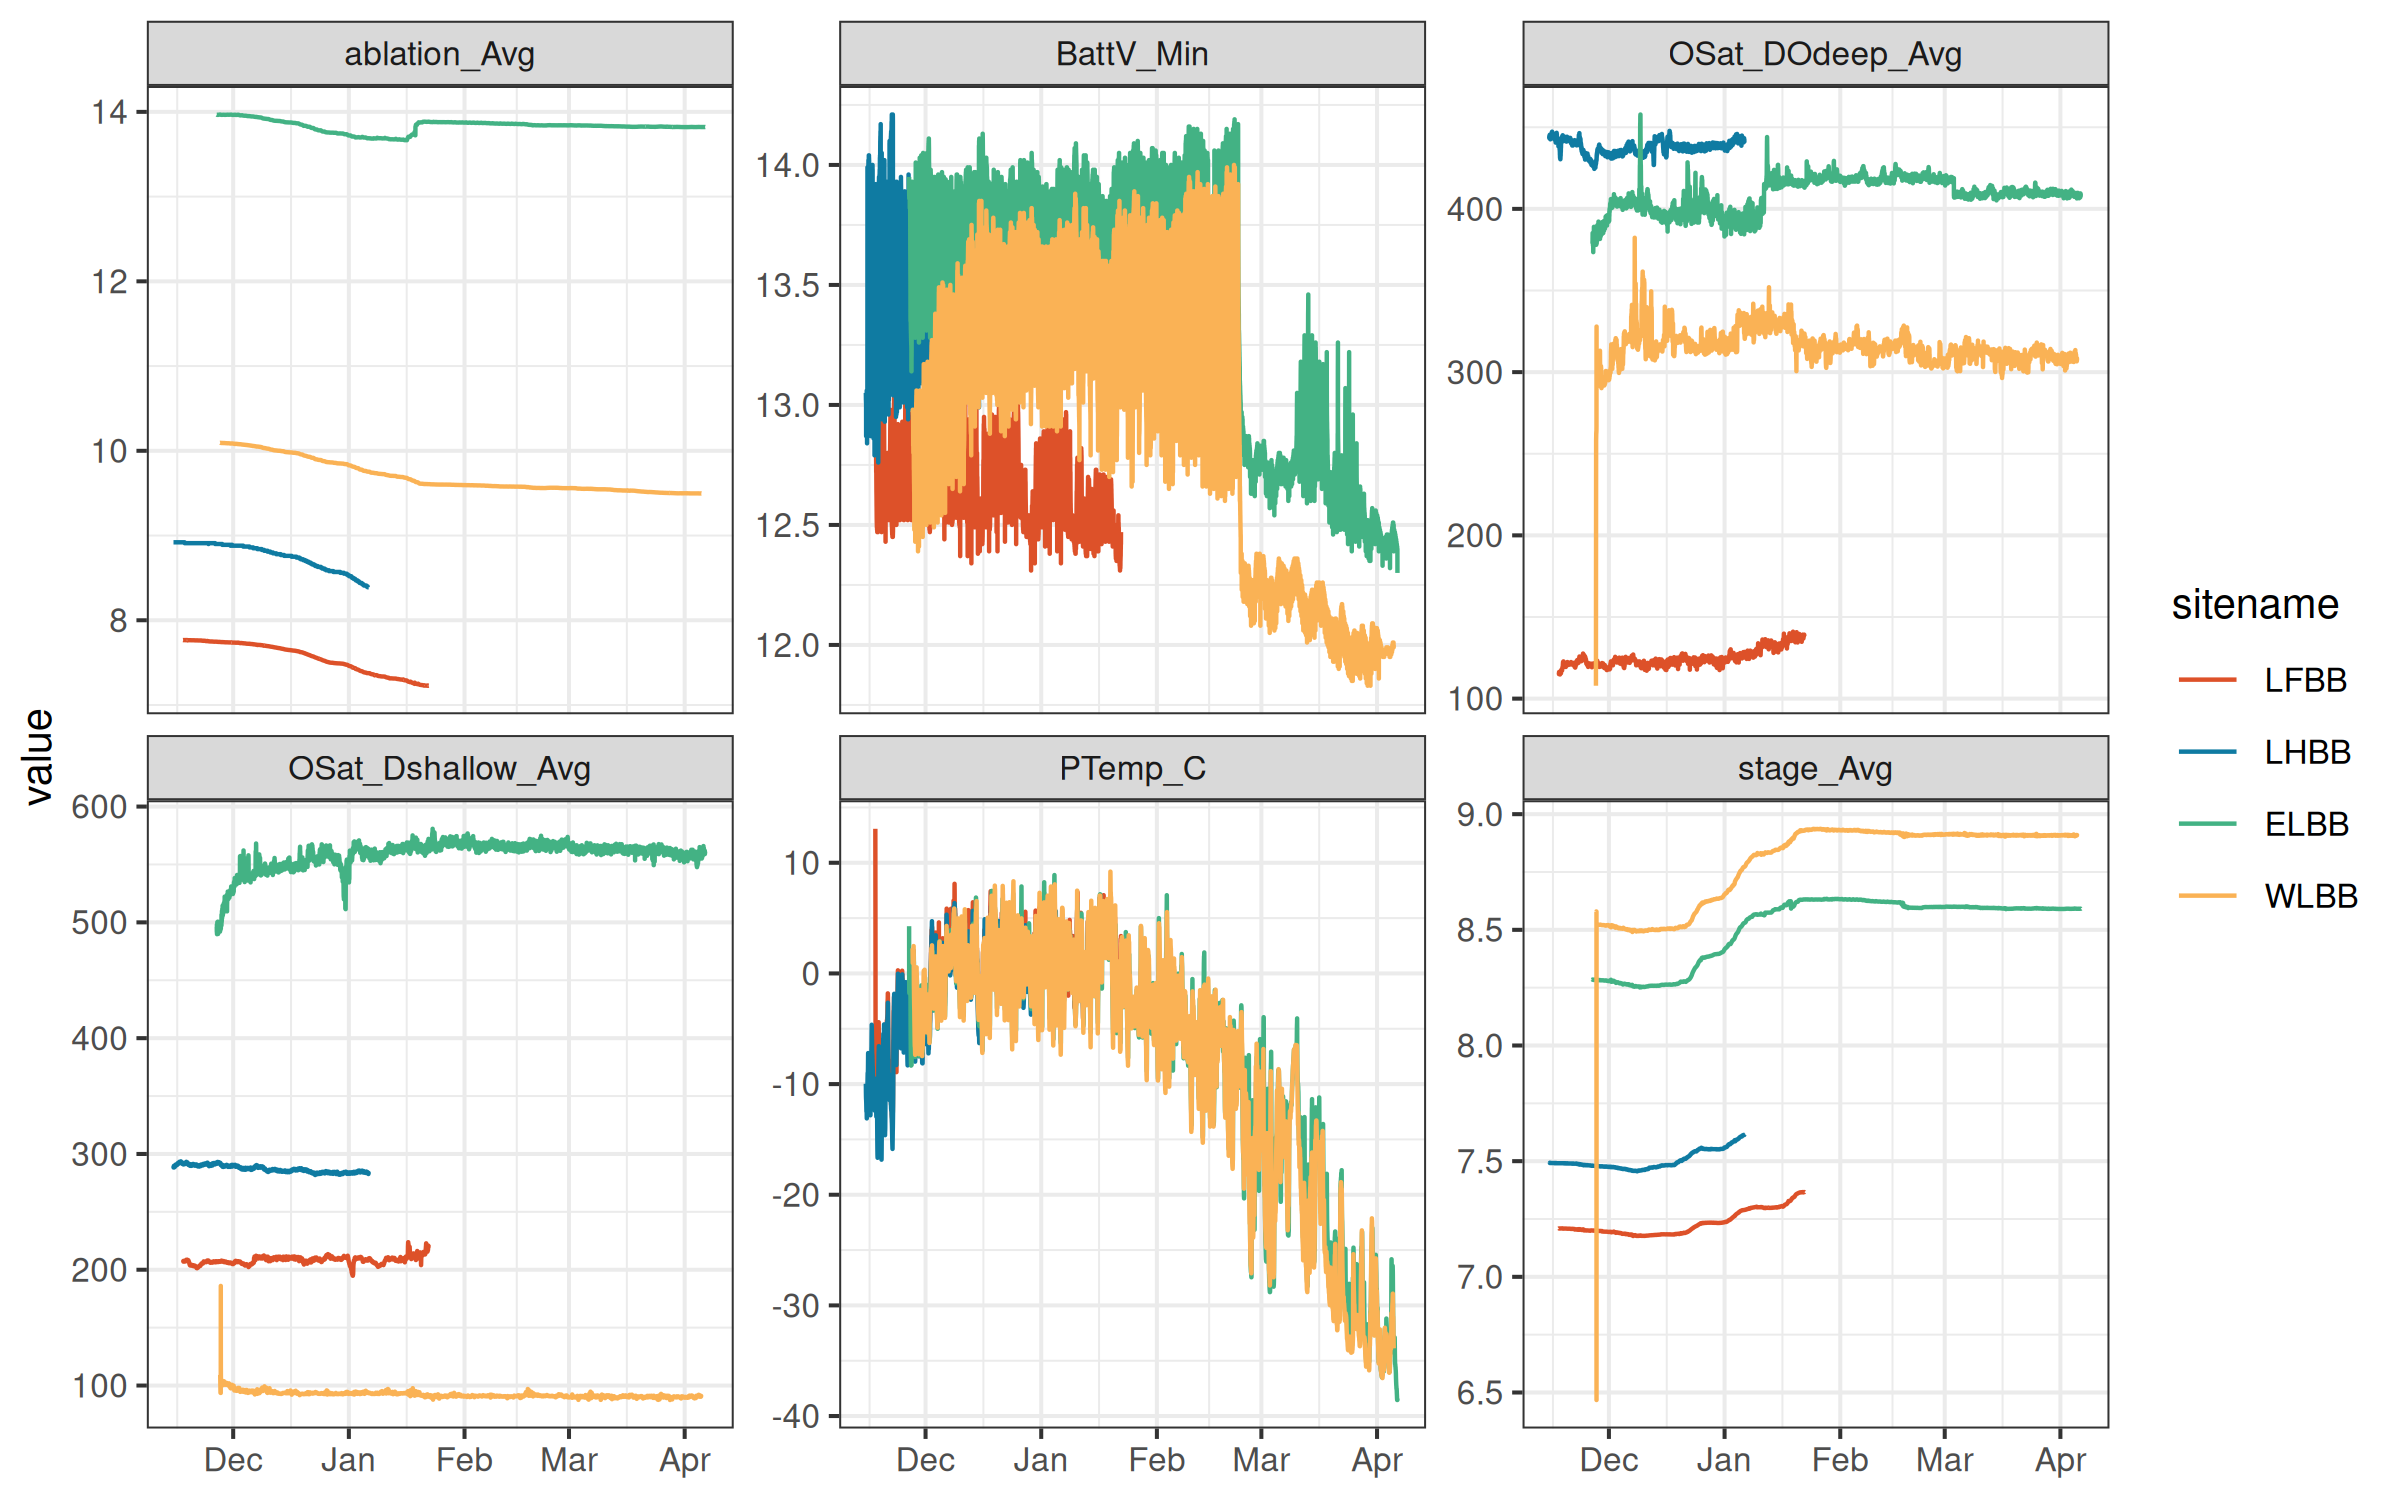 ablation_Avg
14
12
10
8
BattV_Min
14.0
13.5
13.0
12.5
12.0
OSat_DOdeep_Avg
400
300
200
100
value
OSat_Dshallow_Avg
600
500
400
300
200
100
Dec Jan Feb Mar Apr
PTemp_C
10
0
-10
-20
-30
-40
Dec Jan Feb Mar Apr
stage_Avg
9.0
8.5
8.0
7.5
7.0
6.5
Dec Jan Feb Mar Apr
sitename
LFBB
LHBB
ELBB
WLBB